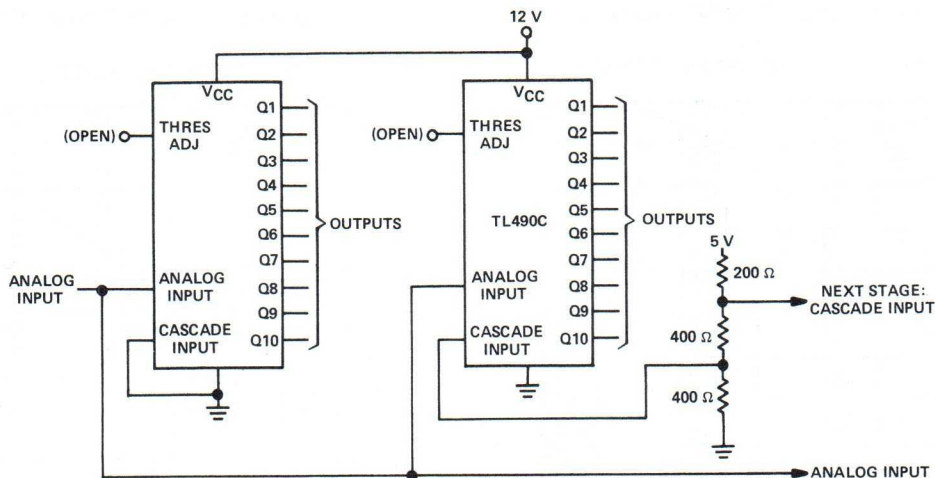 12 V
VCC
(OPEN)
THRES
ADJ
Q1
Q2
Q3
Q4
Q5
Q6
Q7
Q8
Q9
Q10
OUTPUTS
ANALOG
INPUT
ANALOG
INPUT
CASCADE
INPUT
VCC
(OPEN)
THRES
ADJ
TL490C
Q1
Q2
Q3
Q4
Q5
Q6
Q7
Q8
Q9
Q10
OUTPUTS
ANALOG
INPUT
CASCADE
INPUT
5 V
200 Ω
NEXT STAGE:
CASCADE INPUT
400 Ω
400 Ω
ANALOG INPUT